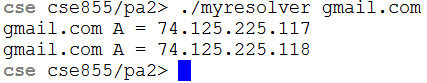 cse cse855/pa2> ./myresolver gmail.com
gmail.com A = 74.125.225.117
gmail.com A = 74.125.225.118
cse cse855/pa2>